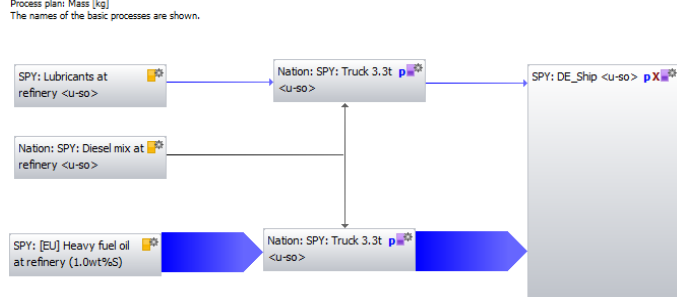 Process plan: Mass [kg]
The names of the basic processes are shown.
SPY: Lubricants at
refinery <u-so>
Nation: SPY: Truck 3.3t p
<u-so>
SPY: DE_Ship <u-so> pX
Nation: SPY: Diesel mix at
refinery <u-so>
SPY: [EU] Heavy fuel oil
at refinery (1.0wt%S)
Nation: SPY: Truck 3.3t p
<u-so>